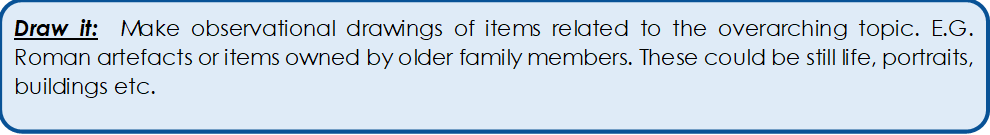 Draw it:  Make observational drawings of items related to the overarching topic. E.G.
Roman artefacts or items owned by older family members. These could be still life, portraits,
buildings etc.